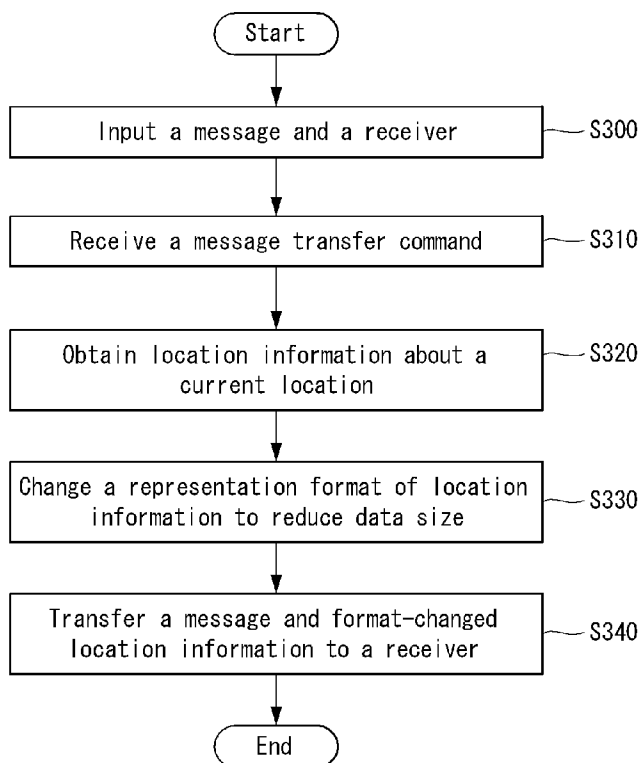 Start
Input a message and a receiver
S300
Receive a message transfer command
S310
Obtain location information about a
current location
S320
Change a representation format of location
information to reduce data size
S330
Transfer a message and format-changed
location information to a receiver
S340
End